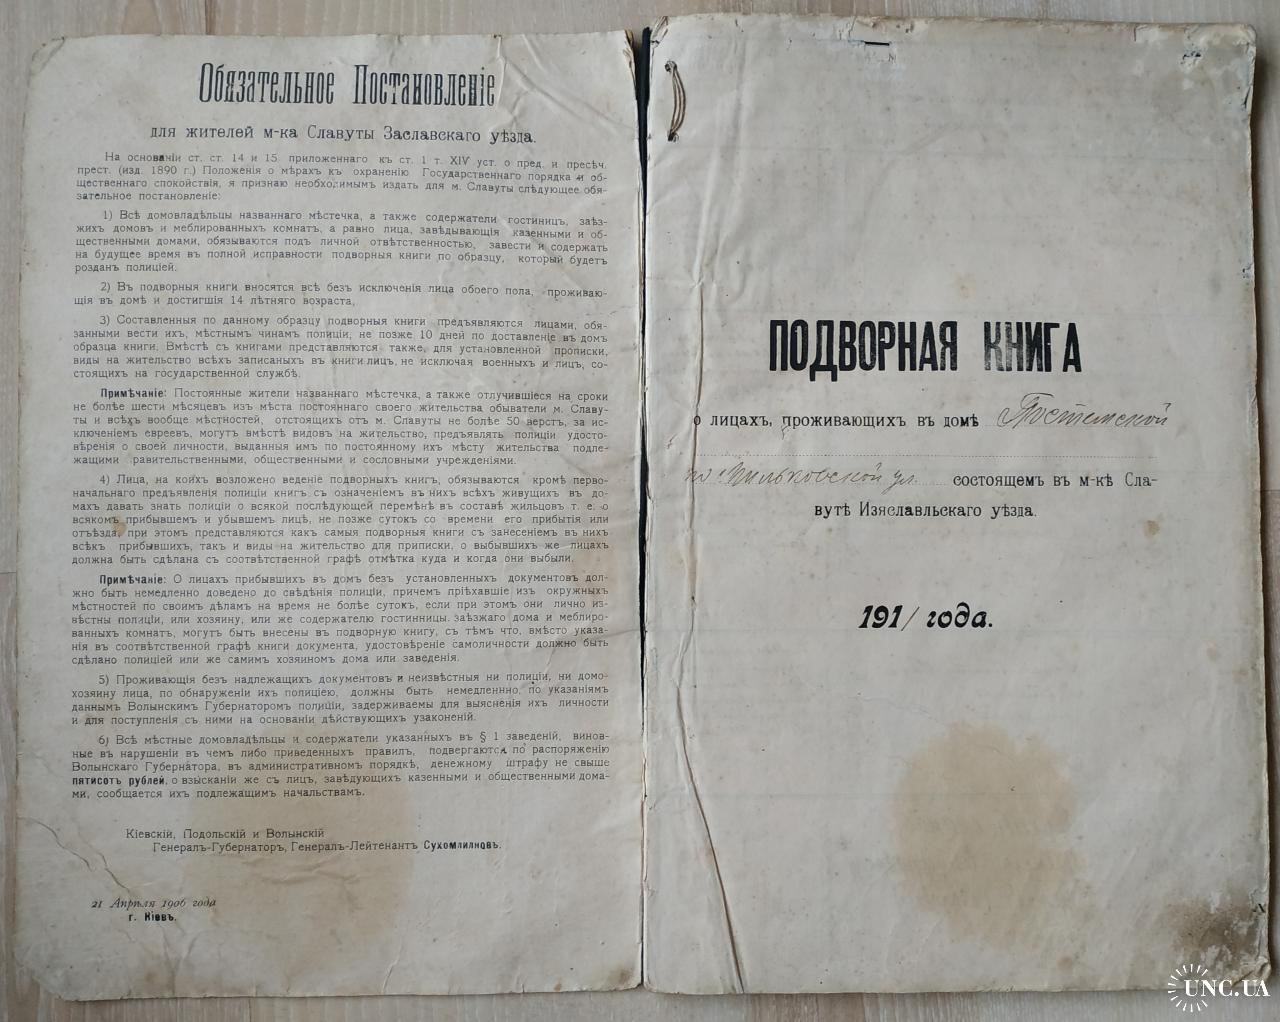 Обязательное Постановленіе
для жителей м-ка Славуты Заславскаго уѣзда.
На основаніи ст. ст. 14 и 15 приложеннаго къ ст. 1 т. XIV уст. о пред. и пресѣч.
прест. (изд. 1890 г.) Положенія о мѣрахъ къ охраненію Государственнаго порядка и об-
щественнаго спокойствія, я признаю необходимымъ издать для м. Славуты слѣдующее обя-
зательное постановленіе:
1) Всѣ домовладѣльцы названнаго мѣстечка, а также содержатели гостиницъ, заѣз-
жихъ домовъ и меблированныхъ комнатъ, а равно лица, завѣдывающія казенными и об-
щественными домами, обязываются подъ личной отвѣтственностью, завести и содержать
на будущее время въ полной исправности подворныя книги по образцу, который будетъ
розданъ полиціей.
2) Въ подворныя книги вносятся всѣ безъ исключенія лица обоего пола, проживаю-
щія въ домѣ и достигшія 14 лѣтняго возраста,
3) Составленныя по данному образцу подворныя книги предъявляются лицами, обя-
занными вести ихъ, мѣстнымъ чинамъ полиціи, не позже 10 дней по доставленіе въ домъ
образца книги. Вмѣстѣ съ книгами представляются также, для установленной прописки,
виды на жительство всѣхъ записаныхъ въ книги лицъ, не исключая военныхъ и лицъ, со-
стоящихъ на государственной службѣ.
Примѣчаніе: Постоянные жители названнаго мѣстечка, а также отлучившіеся на сроки
не болѣе шести мѣсяцевъ изъ мѣста постояннаго своего жительства обыватели м. Славу-
ты и всѣхъ вообще мѣстностей, отстоящихъ отъ м. Славуты не болѣе 50 верстъ, за ис-
ключеніемъ евреевъ, могутъ вмѣстѣ видовъ на жительство, предъявлять полиціи удосто-
вѣренія о своей личности, выданныя имъ по постоянному ихъ мѣсту жительства подле-
жащими равительственными, общественными и сословными учрежденіями.
4) Лица, на коихъ возложено веденіе подворныхъ книгъ, обязываются кромѣ перво-
начальнаго предъявленія полиціи книгъ съ означеніемъ въ нихъ всѣхъ живущихъ въ до-
махъ давать знать полиціи о всякой послѣдующей перемѣнѣ въ составѣ жильцовъ т. е. о
всякомъ прибывшемъ и убывшемъ лицѣ, не позже сутокъ со времени его прибытія или
отъѣзда, при этомъ представляются какъ самыя подворныя книги съ занесеніемъ въ нихъ
всѣкъ прибывшихъ, такъ и виды на жительство для приписки, о выбывшихъ же лицахъ
должна быть сдѣлана съ соотвѣтственной графѣ отмѣтка куда и когда они выбыли.
Примѣчаніе: О лицахъ прибывшихъ въ домъ безъ установленныхъ документовъ дол-
жно быть немедленно доведено до свѣдѣнія полиціи, причемъ пріѣхавшіе изъ окружныхъ
мѣстностей по своимъ дѣламъ на время не болѣе сутокъ, если при этомъ они лично из-
вѣстны полиціи, или хозяину, или же содержателю гостинницы. заѣзжаго дома и меблиро-
ванныхъ комнатъ, могутъ быть внесены въ подворную книгу, съ тѣмъ что, вмѣсто указа-
нія въ соотвѣтственной графѣ книги документа, удостовѣреніе самоличности должно быть
сдѣлано полиціей или же самимъ хозяиномъ дома или заведенія.
5) Проживающія безъ надлежащихъ документовъ и неизвѣстныя ни полиціи, ни домо-
хозяину лица, по обнаруженіи ихъ полиціею, должны быть немедленнно, по указаніямъ
даннымъ Волынскимъ Губернаторомъ полиціи, задерживаемы для выясненія ихъ личности
и для поступленія съ ними на основаніи дѣйствующихъ узаконеній.
6) Всѣ мѣстные домовладѣльцы и содержатели указанныхъ въ § 1 заведеній, винов-
ные въ нарушеніи въ чемъ либо приведенныхъ правилъ, подвергаются по распоряженію
Волынскаго Губернатора, въ административномъ порядкѣ, денежному штрафу не свыше
пятисотъ рублей, о взысканіи же съ лицъ, завѣдующихъ казенными и общественными дома-
ми, сообщается ихъ подлежащимъ начальствамъ.
Кіевскій, Подольскій и Волынскій
Генералъ-Губернаторъ, Генералъ-Лейтенантъ Сухомлиновъ.
21 Апрѣля 1906 года
г. Кіевъ.
ПОДВОРНАЯ КНИГА
о лицахъ, проживающихъ въ домѣ
по ул. состоящемъ въ м-кѣ Сла-
вутѣ Изяславльскаго уѣзда.
1911 года.
UNC.UA